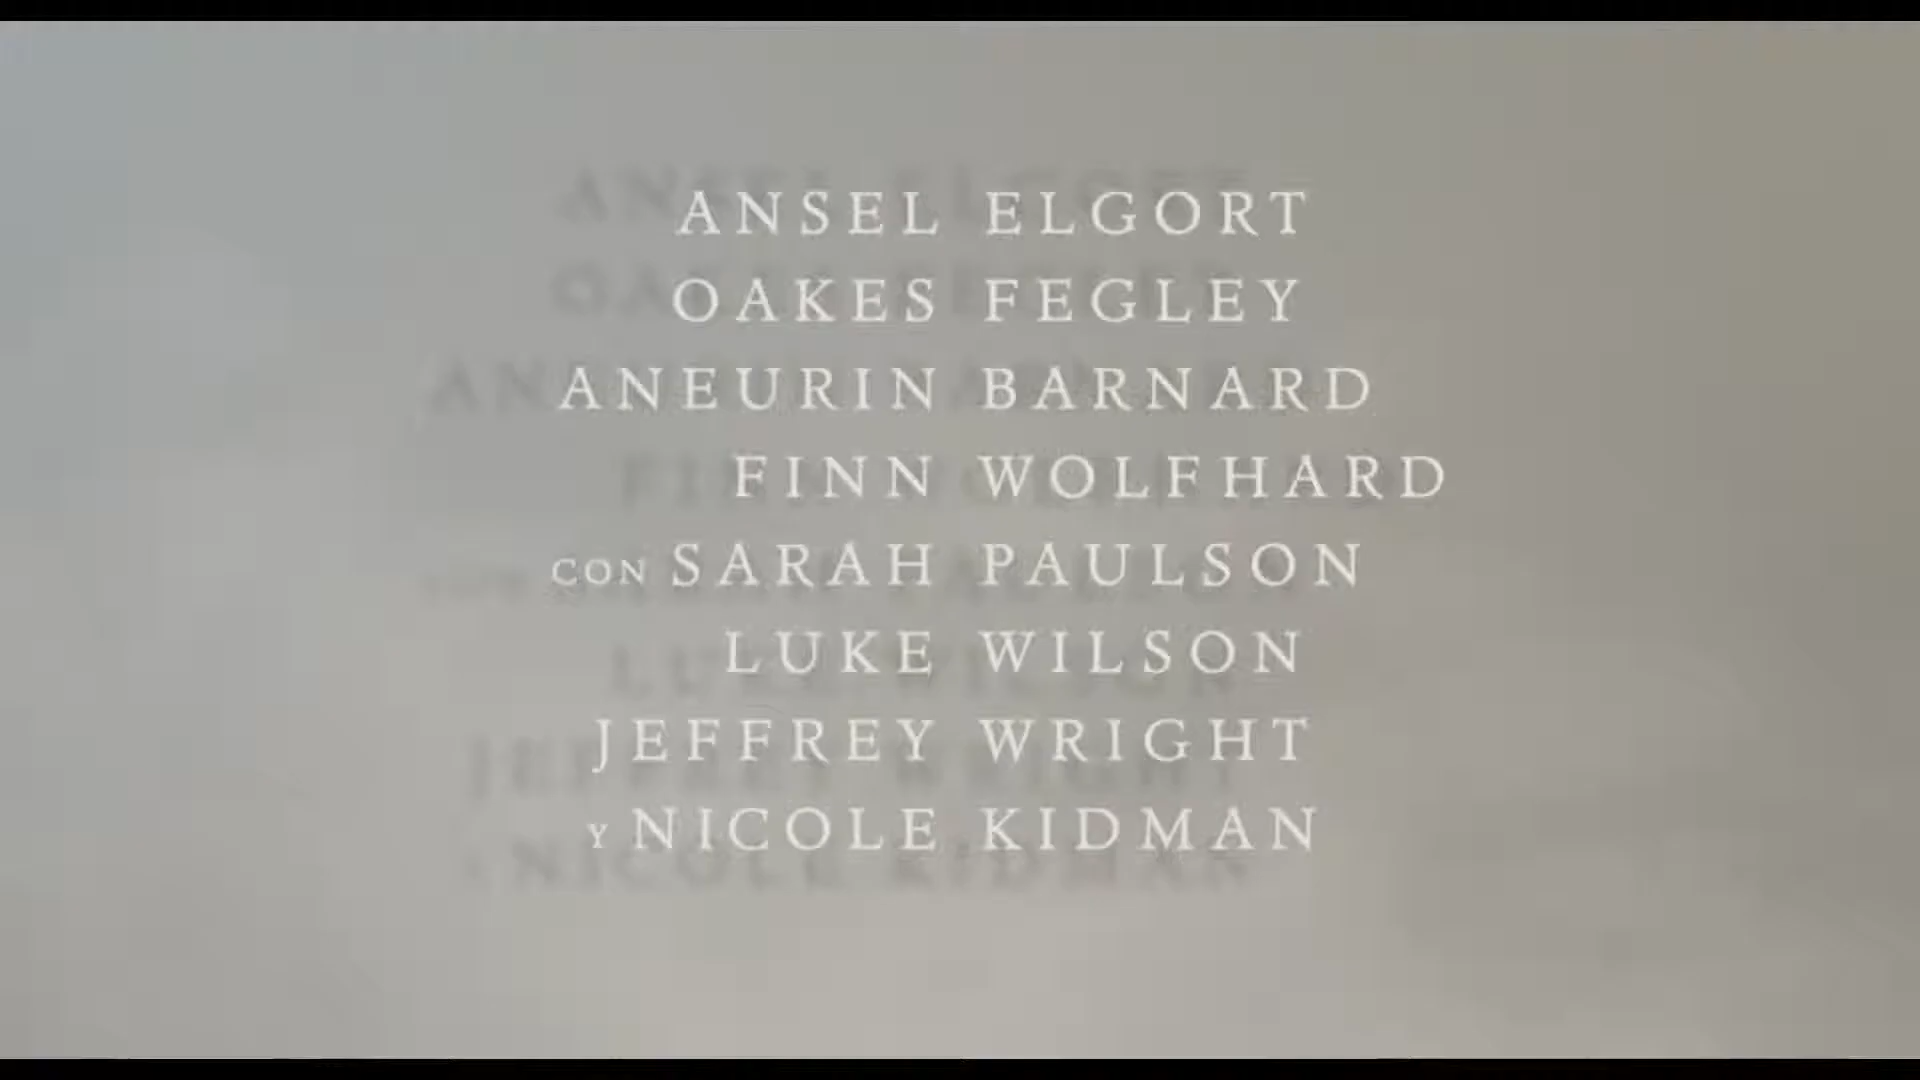 ANSEL ELGORT
OAKES FEGLEY
ANEURIN BARNARD
FINN WOLFHARD
CON SARAH PAULSON
LUKE WILSON
JEFFREY WRIGHT
Y NICOLE KIDMAN